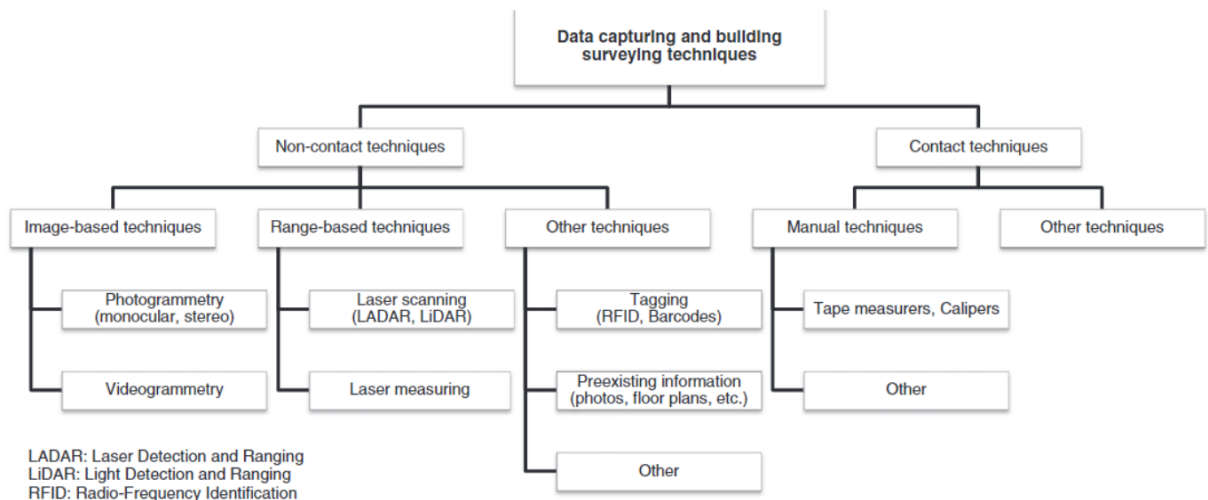 Data capturing and building
surveying techniques
Non-contact techniques
Contact techniques
Image-based techniques
Range-based techniques
Other techniques
Manual techniques
Other techniques
Photogrammetry
(monocular, stereo)
Laser scanning
(LADAR, LiDAR)
Tagging
(RFID, Barcodes)
Tape measurers, Calipers
Videogrammetry
Laser measuring
Preexisting information
(photos, floor plans, etc.)
Other
Other
LADAR: Laser Detection and Ranging
LiDAR: Light Detection and Ranging
RFID: Radio-Frequency Identification